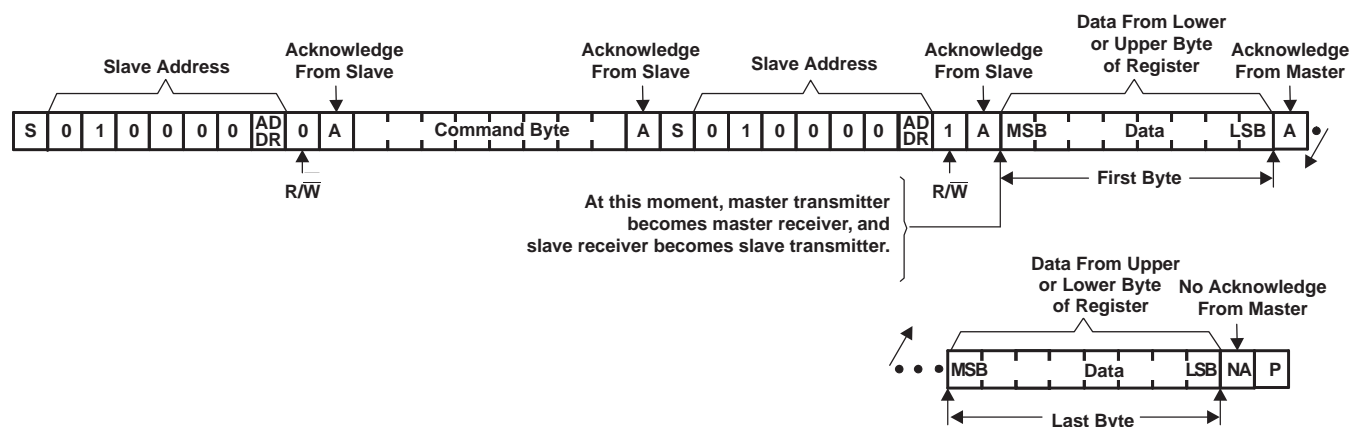 Data From Lower
or Upper Byte
of Register
Slave Address
Acknowledge
From Slave
Acknowledge
From Slave
Slave Address
Acknowledge
From Slave
Acknowledge
From Master
S 0 1 0 0 0 0 AD DR 0 A Command Byte A S 0 1 0 0 0 0 AD DR 1 A MSB Data LSB A
R/W̅
R/W̅
First Byte
At this moment, master transmitter
becomes master receiver, and
slave receiver becomes slave transmitter.
Data From Upper
or Lower Byte
of Register
No Acknowledge
From Master
MSB Data LSB NA P
Last Byte